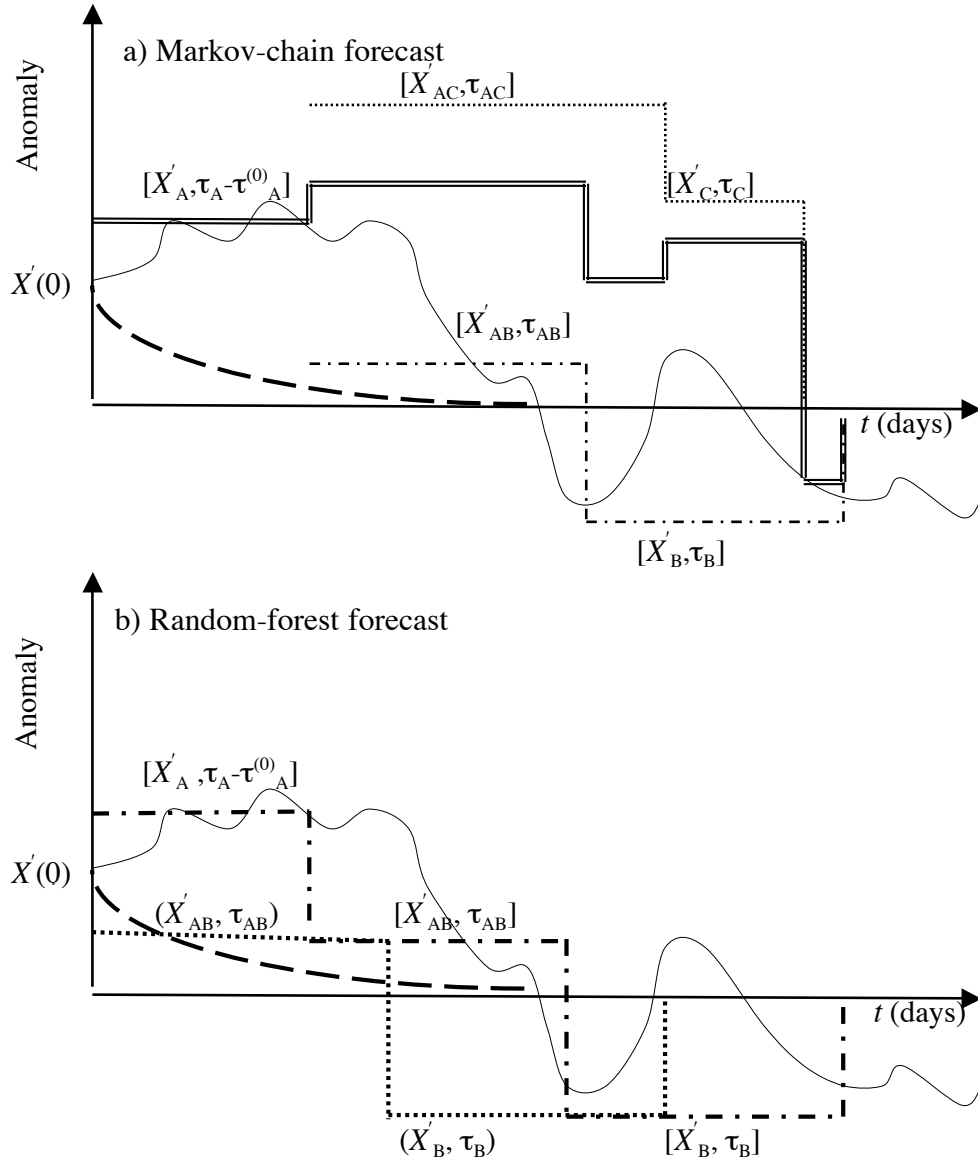 a) Markov-chain forecast
Anomaly
[X′AC,τAC]
[X′A,τA-τ(0)A]
[X′C,τC]
X′(0)
[X′AB,τAB]
t (days)
[X′B,τB]
b) Random-forest forecast
Anomaly
[X′A ,τA-τ(0)A]
X′(0)
(X′AB, τAB)
[X′AB, τAB]
t (days)
(X′B, τB)
[X′B, τB]